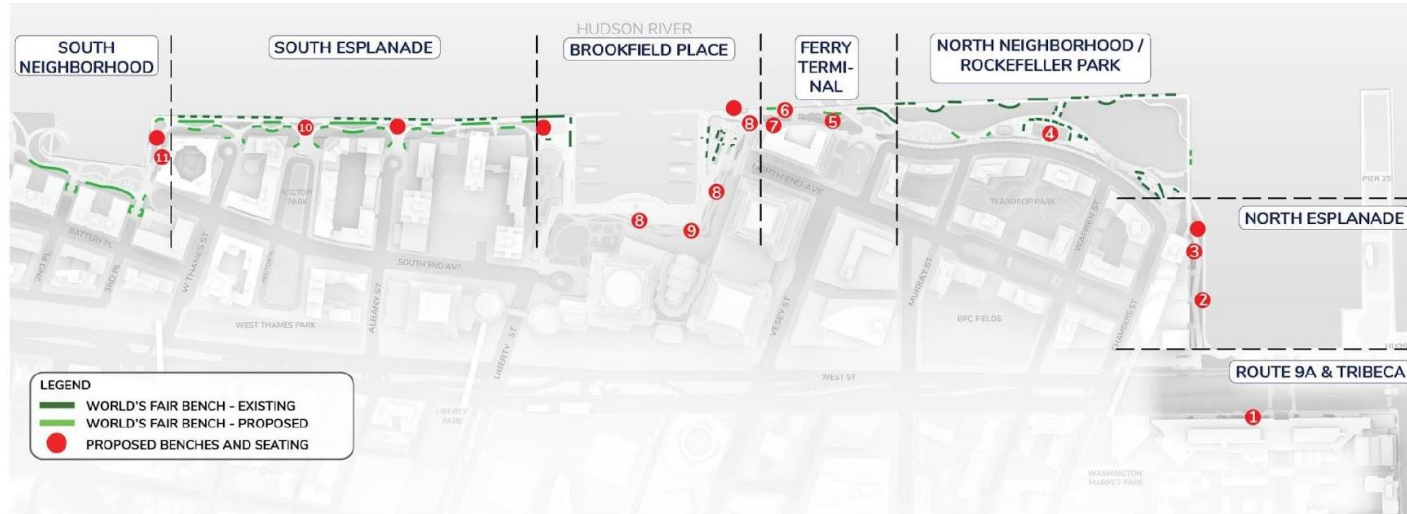 HUDSON RIVER
SOUTH
NEIGHBORHOOD
SOUTH ESPLANADE
BROOKFIELD PLACE
FERRY
TERMI-
NAL
NORTH NEIGHBORHOOD /
ROCKEFELLER PARK
11
10
8
6
7
5
4
8
8
9
3
2
1
NORTH ESPLANADE
ROUTE 9A & TRIBECA
PIER 25
RECTOR
PARK
NORTH END AVE
TEARDROP PARK
WARREN ST
BATTERY PL
2ND PL
3RD PL
W THAMES ST
SOUTH END AVE
ALBANY ST
WEST THAMES PARK
LIBERTY ST
VESEY ST
MURRAY ST
BPC FIELDS
CHAMBERS ST
WEST ST
LIBERTY
PARK
WASHINGTON
MARKET PARK
LEGEND
WORLD'S FAIR BENCH - EXISTING
WORLD'S FAIR BENCH - PROPOSED
PROPOSED BENCHES AND SEATING